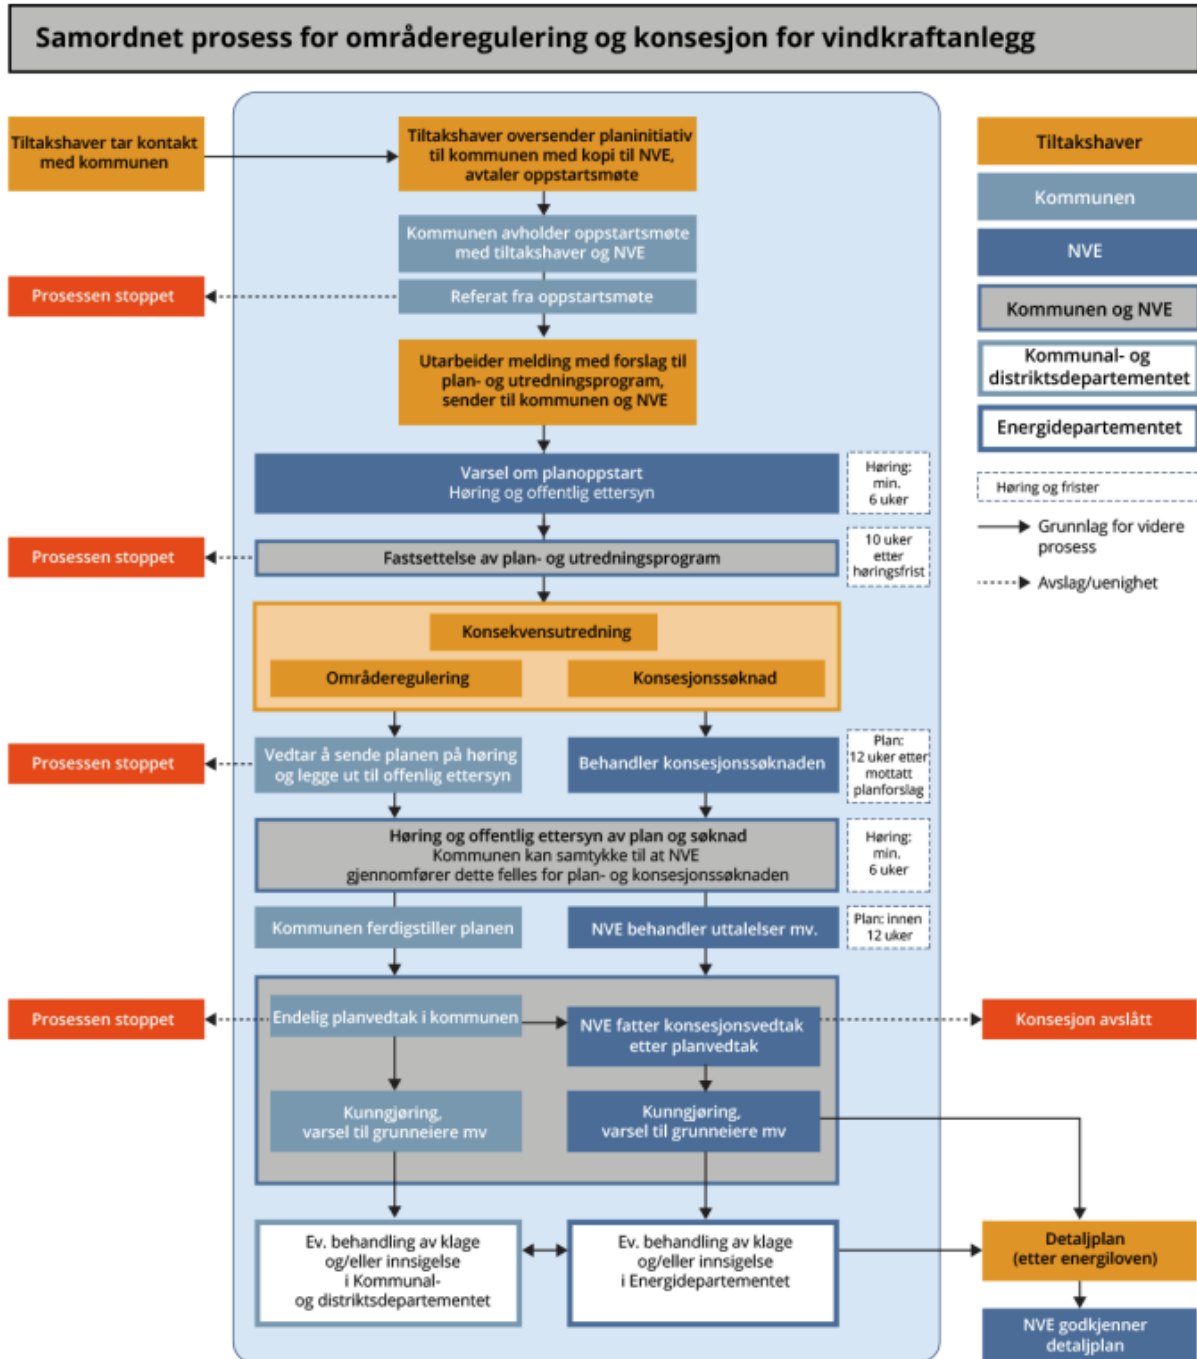 Samordnet prosess for områderegulering og konsesjon for vindkraftanlegg
Tiltakshaver tar kontakt
med kommunen
Tiltakshaver oversender planinitiativ
til kommunen med kopi til NVE,
avtaler oppstartsmøte
Kommunen avholder oppstartsmøte
med tiltakshaver og NVE
Prosessen stoppet
Referat fra oppstartsmøte
Utarbeider melding med forslag til
plan- og utredningsprogram,
sender til kommunen og NVE
Varsel om planoppstart
Høring og offentlig ettersyn
Høring:
min.
6 uker
Prosessen stoppet
Fastsettelse av plan- og utredningsprogram
10 uker
etter
høringsfrist
Konsekvensutredning
Områderegulering
Konsesjonssøknad
Prosessen stoppet
Vedtar å sende planen på høring
og legge ut til offenlig ettersyn
Behandler konsesjonssøknaden
Plan:
12 uker etter
mottatt
planforslag
Høring og offentlig ettersyn av plan og søknad
Kommunen kan samtykke til at NVE
gjennomfører dette felles for plan- og konsesjonssøknaden
Høring:
min.
6 uker
Kommunen ferdigstiller planen
NVE behandler uttalelser mv.
Plan: innen
12 uker
Prosessen stoppet
Endelig planvedtak i kommunen
NVE fatter konsesjonsvedtak
etter planvedtak
Konsesjon avslått
Kunngjøring,
varsel til grunneiere mv
Kunngjøring,
varsel til grunneiere mv
Ev. behandling av klage
og/eller innsigelse
i Kommunal-
og distriktsdepartementet
Ev. behandling av klage
og/eller innsigelse
i Energidepartementet
Detaljplan
(etter energiloven)
NVE godkjenner
detaljplan
Tiltakshaver
Kommunen
NVE
Kommunen og NVE
Kommunal- og
distriktsdepartementet
Energidepartementet
Høring og frister
Grunnlag for videre
prosess
Avslag/uenighet